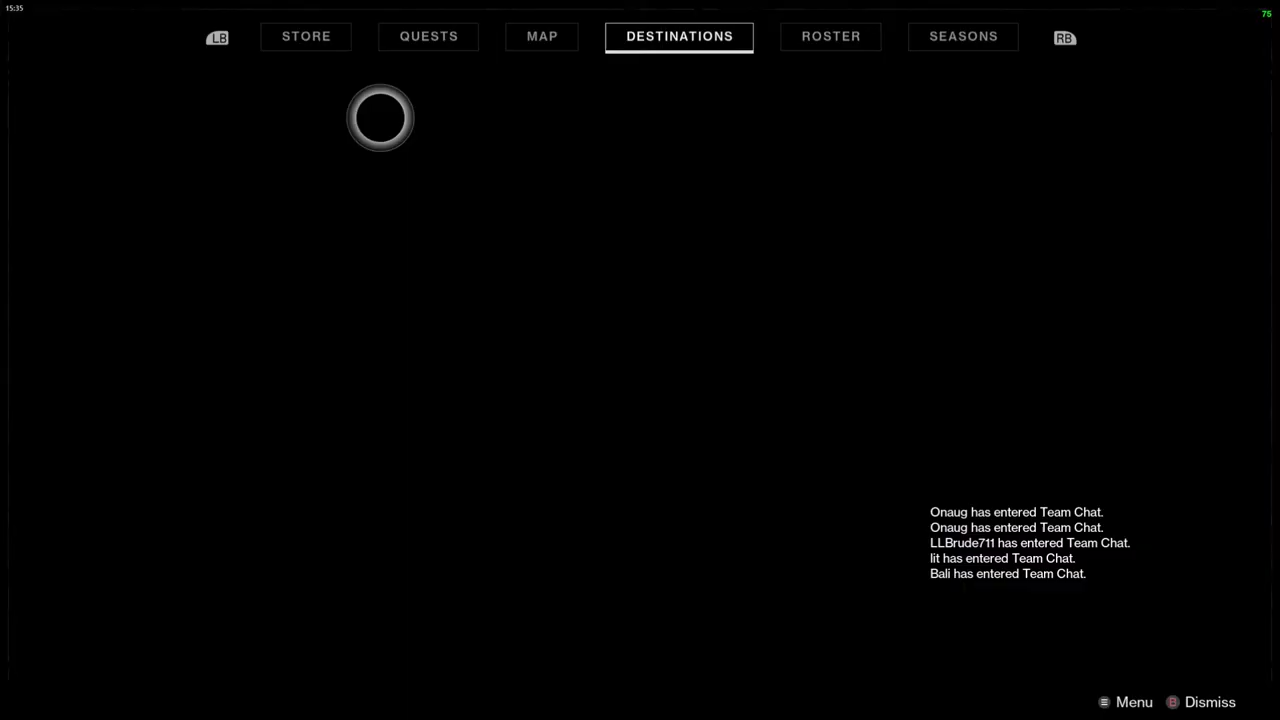 15:35
75
LB STORE QUESTS MAP DESTINATIONS ROSTER SEASONS RB
Onaug has entered Team Chat.
Onaug has entered Team Chat.
LLBrude711 has entered Team Chat.
lit has entered Team Chat.
Bali has entered Team Chat.
Menu B Dismiss